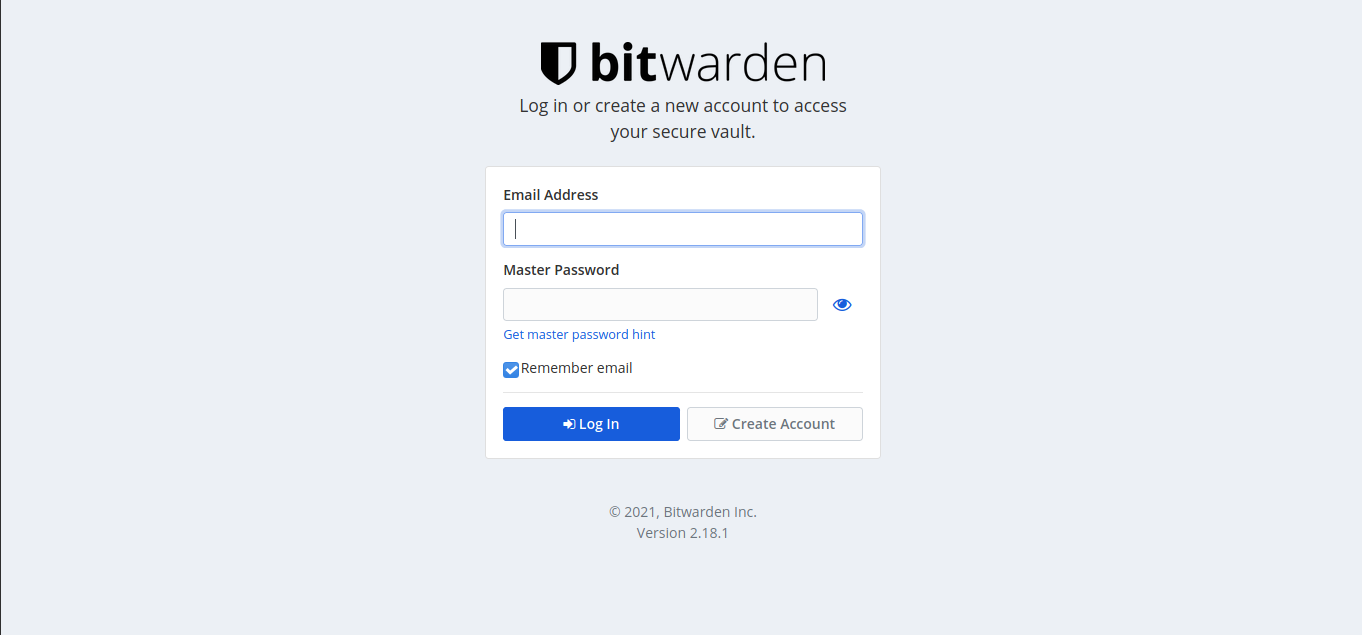 bitwarden
Log in or create a new account to access
your secure vault.
Email Address
Master Password
Get master password hint
Remember email
Log In
Create Account
© 2021, Bitwarden Inc.
Version 2.18.1